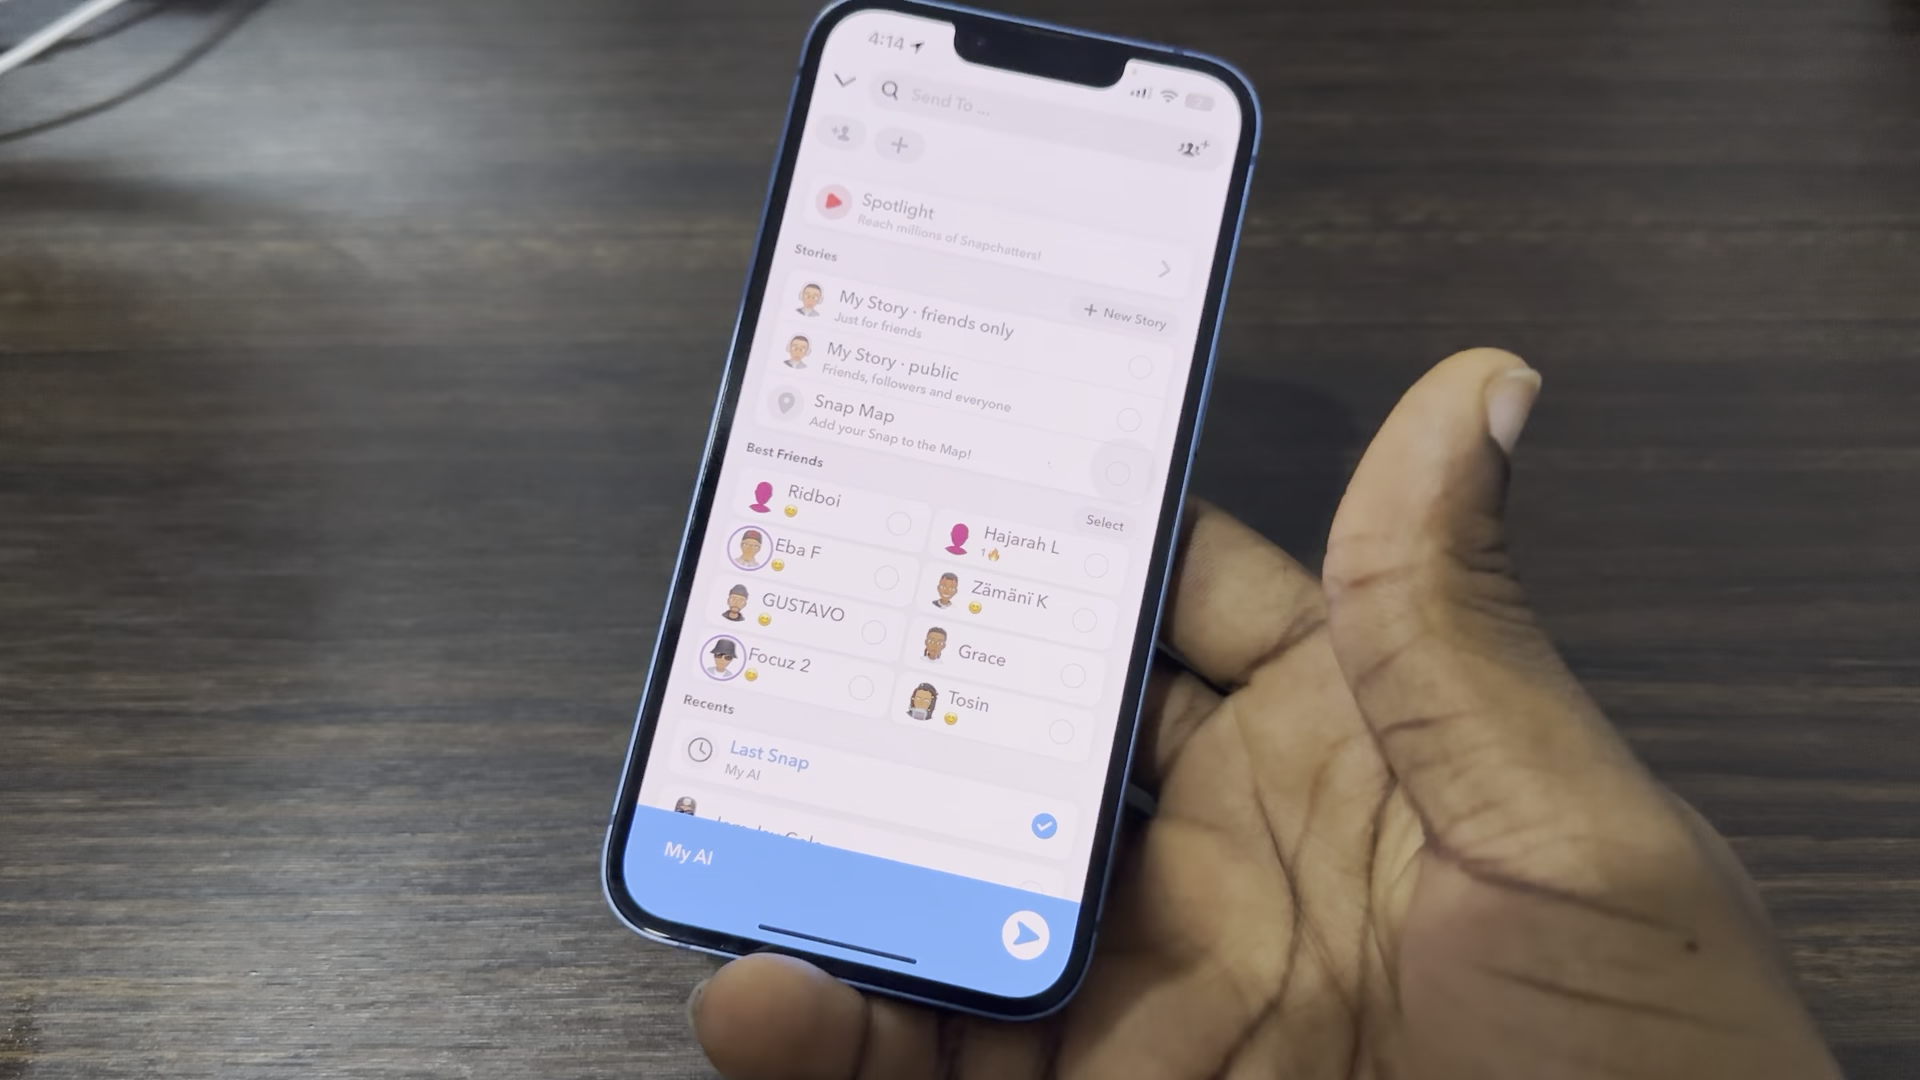 4:14
Send To ...
Spotlight
Reach millions of Snapchatters!
Stories
+ New Story
My Story · friends only
Just for friends
My Story · public
Friends, followers and everyone
Snap Map
Add your Snap to the Map!
Best Friends
Select
Ridboi
Hajarah L
1
Eba F
Zämänï K
GUSTAVO
Grace
Focuz 2
Tosin
Recents
Last Snap
My AI
My AI